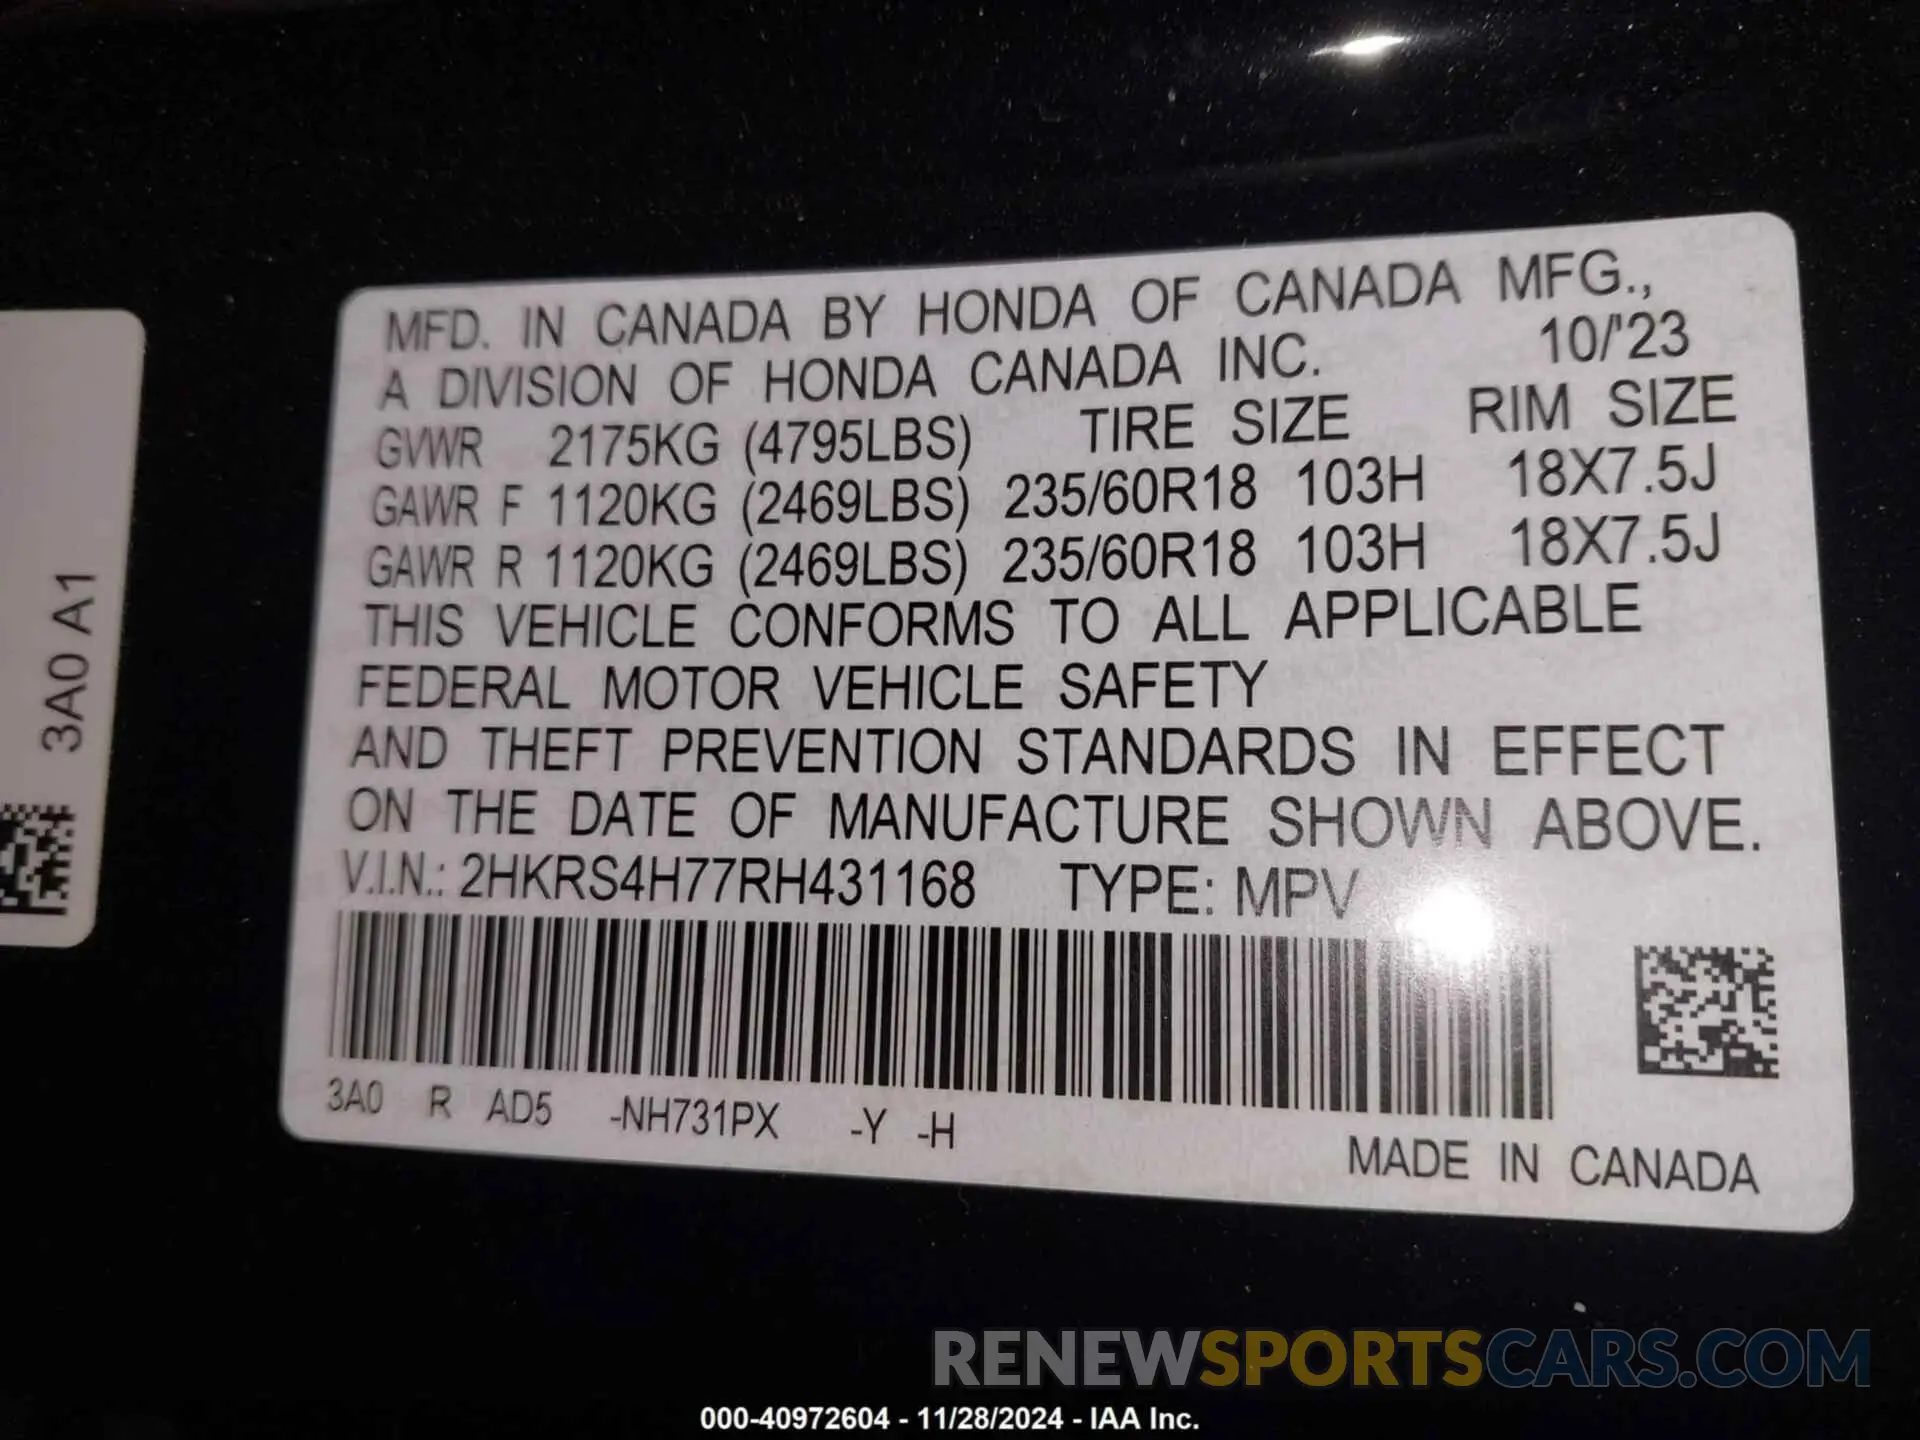 MFD. IN CANADA BY HONDA OF CANADA MFG.,
A DIVISION OF HONDA CANADA INC. 10/'23
GVWR 2175KG (4795LBS) TIRE SIZE RIM SIZE
GAWR F 1120KG (2469LBS) 235/60R18 103H 18X7.5J
GAWR R 1120KG (2469LBS) 235/60R18 103H 18X7.5J
THIS VEHICLE CONFORMS TO ALL APPLICABLE
FEDERAL MOTOR VEHICLE SAFETY
AND THEFT PREVENTION STANDARDS IN EFFECT
ON THE DATE OF MANUFACTURE SHOWN ABOVE.
V.I.N.: 2HKRS4H77RH431168 TYPE: MPV
3A0 R AD5 -NH731PX -Y -H
MADE IN CANADA
3A0 A1
RENEWSPORTSCARS.COM
000-40972604 - 11/28/2024 - IAA Inc.